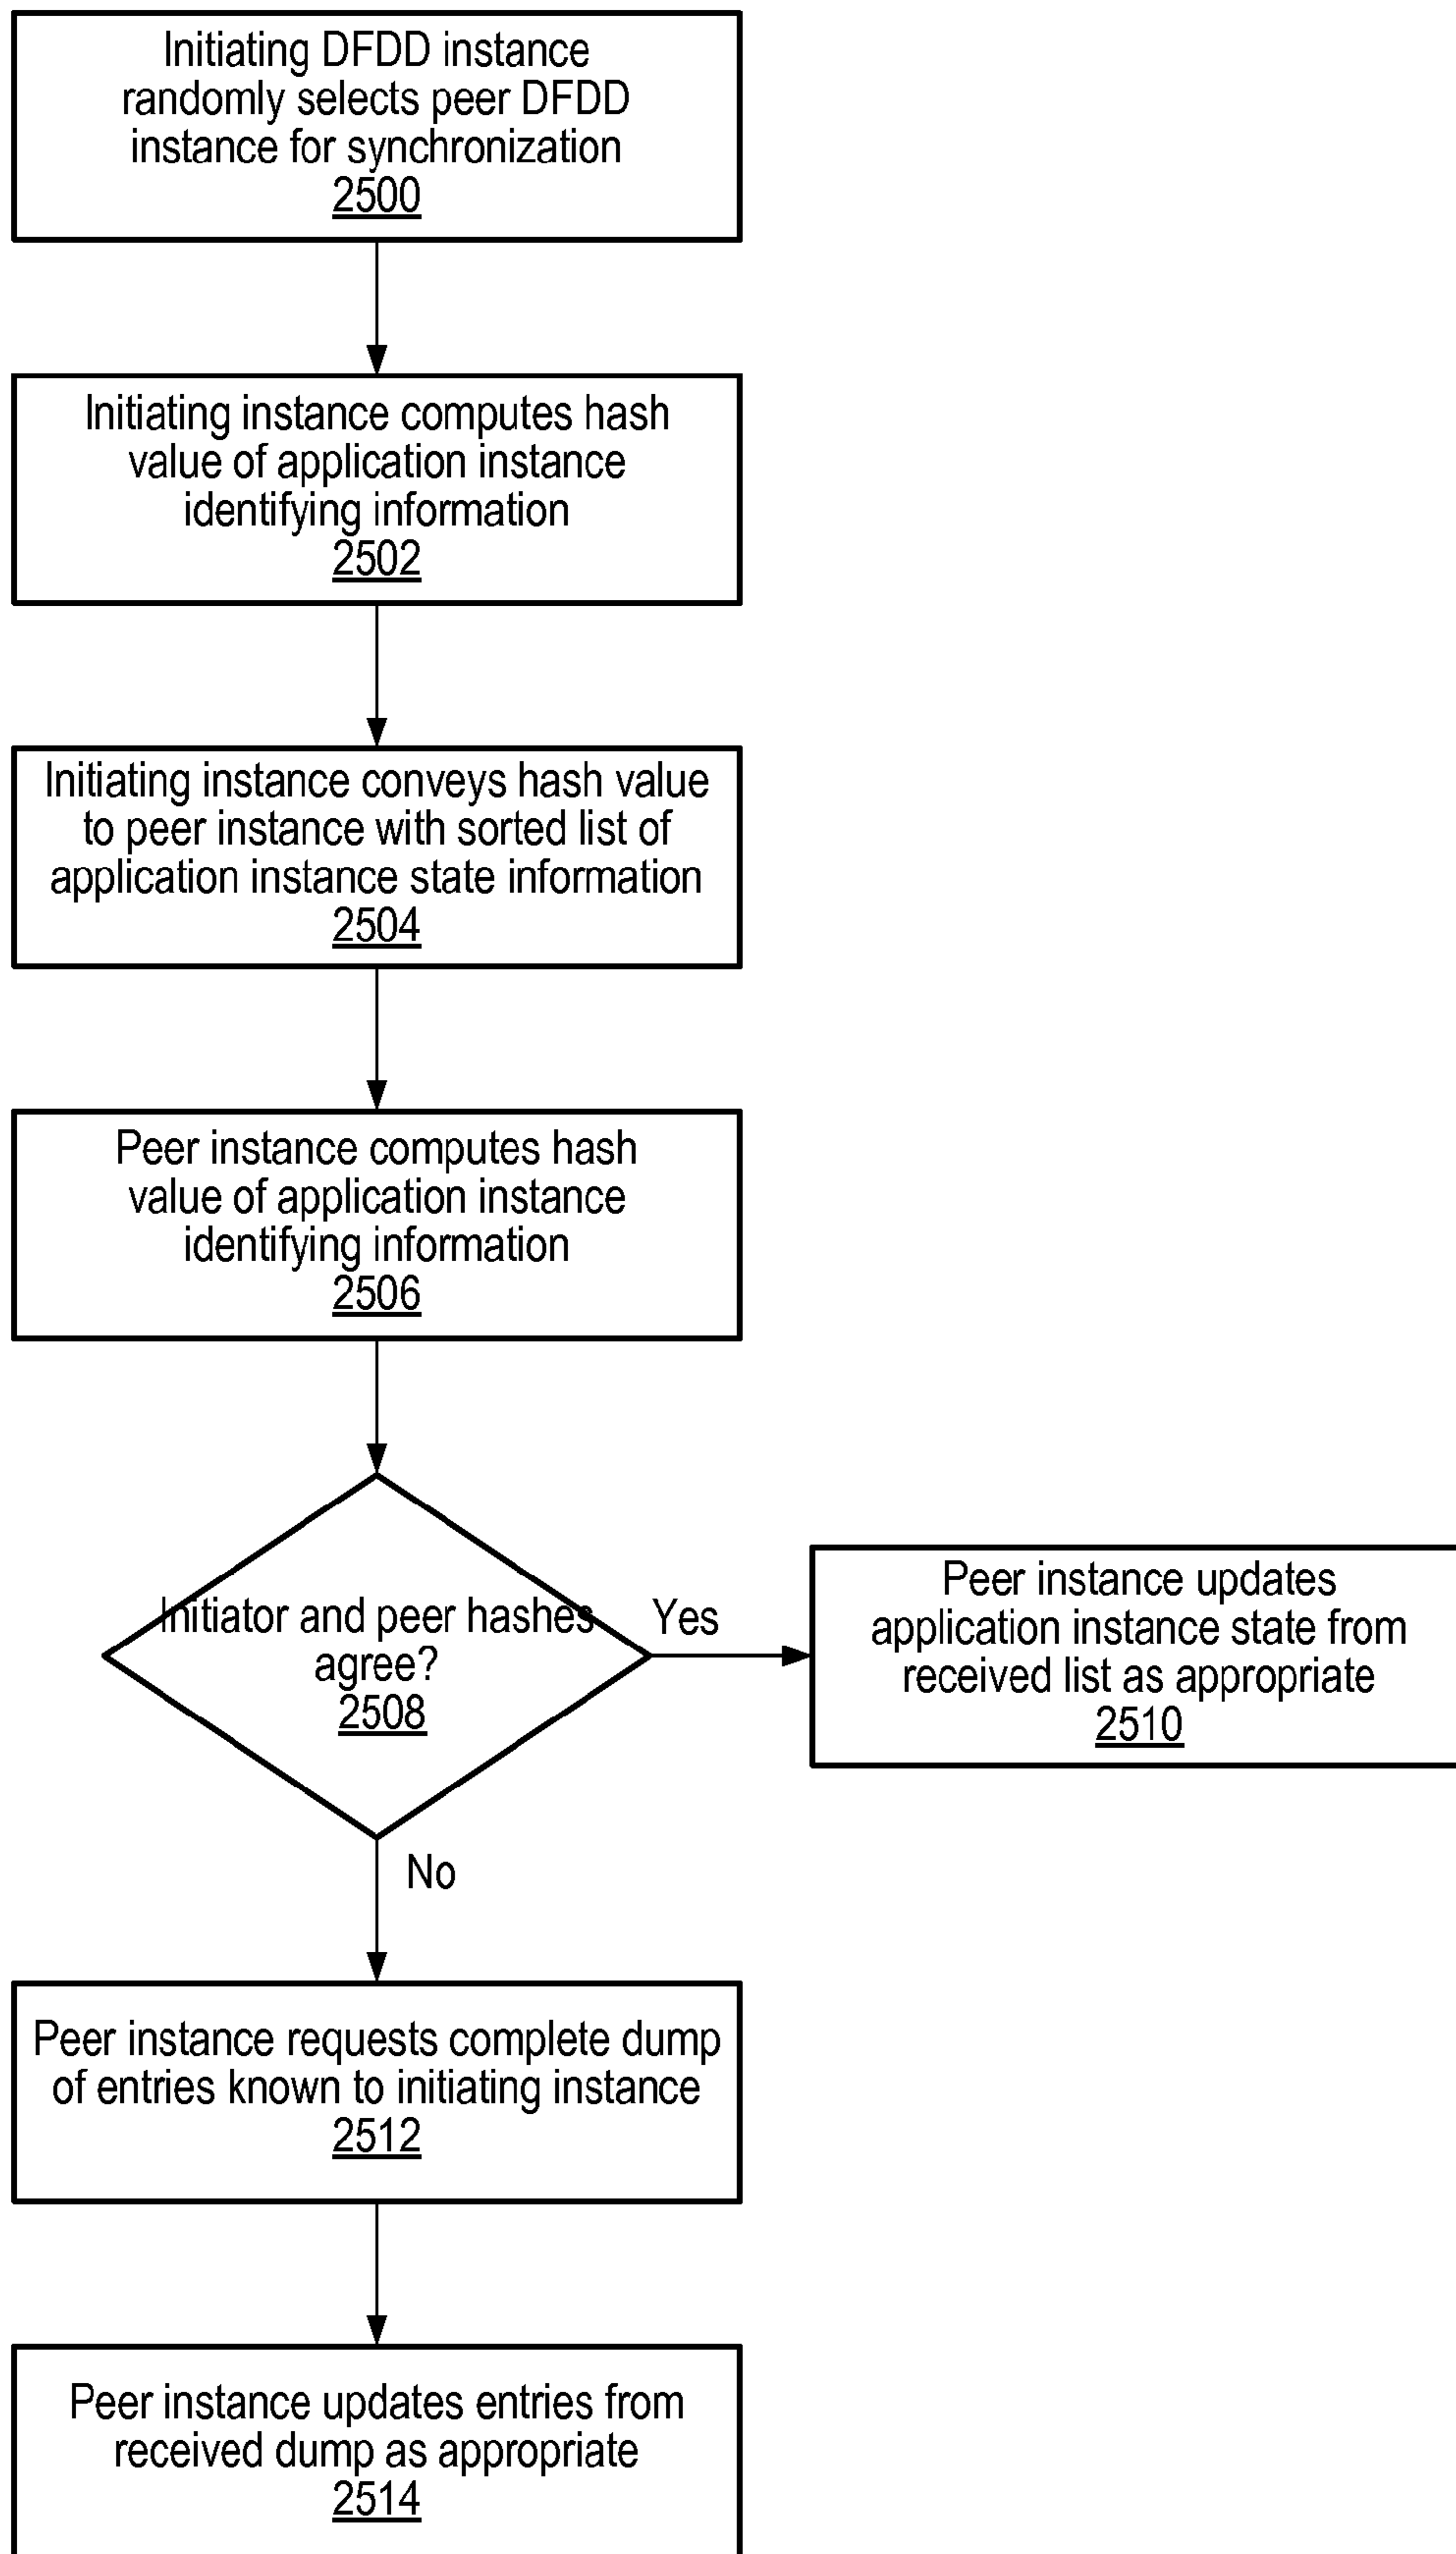 Initiating DFDD instance
randomly selects peer DFDD
instance for synchronization
2500
Initiating instance computes hash
value of application instance
identifying information
2502
Initiating instance conveys hash value
to peer instance with sorted list of
application instance state information
2504
Peer instance computes hash
value of application instance
identifying information
2506
Initiator and peer hashes
agree?
2508
Yes
Peer instance updates
application instance state from
received list as appropriate
2510
No
Peer instance requests complete dump
of entries known to initiating instance
2512
Peer instance updates entries from
received dump as appropriate
2514